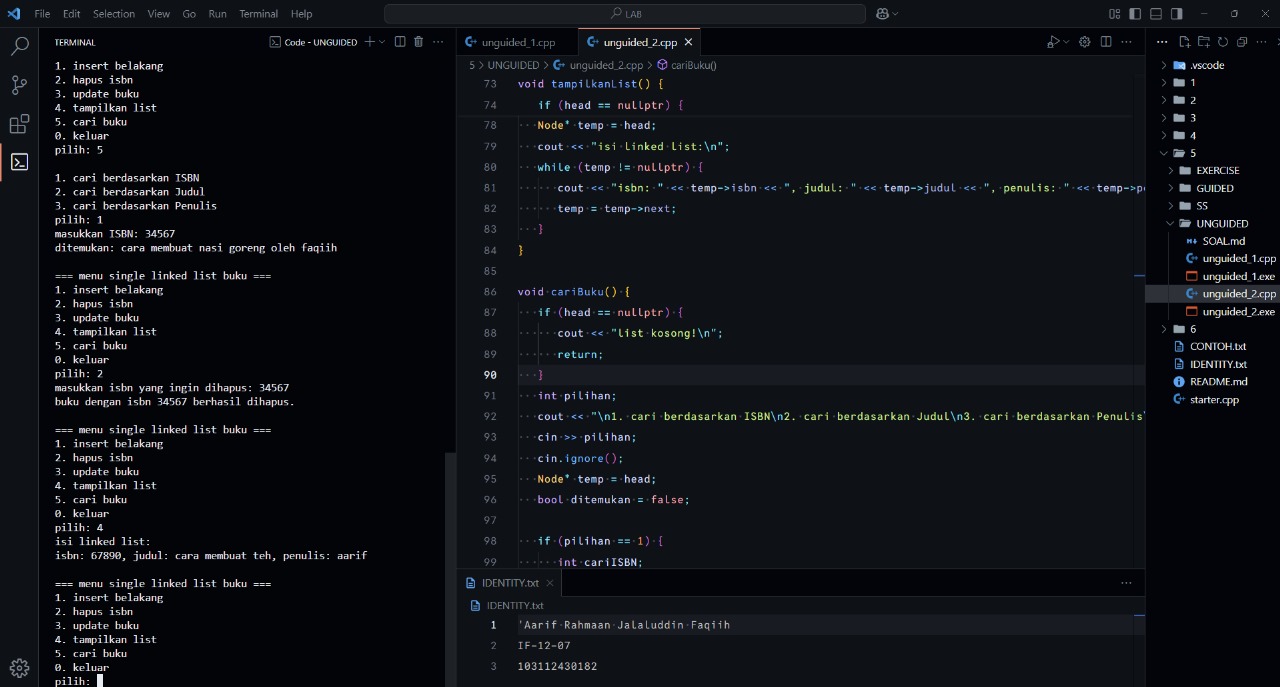 File Edit Selection View Go Run Terminal Help
LAB
TERMINAL
Code - UNGUIDED
1. insert belakang
2. hapus isbn
3. update buku
4. tampilkan list
5. cari buku
0. keluar
pilih: 5
1. cari berdasarkan ISBN
2. cari berdasarkan Judul
3. cari berdasarkan Penulis
pilih: 1
masukkan ISBN: 34567
ditemukan: cara membuat nasi goreng oleh faqiih
=== menu single linked list buku ===
1. insert belakang
2. hapus isbn
3. update buku
4. tampilkan list
5. cari buku
0. keluar
pilih: 2
masukkan isbn yang ingin dihapus: 34567
buku dengan isbn 34567 berhasil dihapus.
=== menu single linked list buku ===
1. insert belakang
2. hapus isbn
3. update buku
4. tampilkan list
5. cari buku
0. keluar
pilih: 4
isi linked list:
isbn: 67890, judul: cara membuat teh, penulis: aarif
=== menu single linked list buku ===
1. insert belakang
2. hapus isbn
3. update buku
4. tampilkan list
5. cari buku
0. keluar
pilih:
unguided_1.cpp unguided_2.cpp
5 > UNGUIDED > unguided_2.cpp > cariBuku()
73 void tampilkanList() {
74 if (head == nullptr) {
78 Node* temp = head;
79 cout << "isi linked list:\n";
80 while (temp != nullptr) {
81 cout << "isbn: " << temp->isbn << ", judul: " << temp->judul << ", penulis: " << temp->pe
82 temp = temp->next;
83 }
84 }
85
86 void cariBuku() {
87 if (head == nullptr) {
88 cout << "list kosong!\n";
89 return;
90 }
91 int pilihan;
92 cout << "\n1. cari berdasarkan ISBN\n2. cari berdasarkan Judul\n3. cari berdasarkan Penulis\
93 cin >> pilihan;
94 cin.ignore();
95 Node* temp = head;
96 bool ditemukan = false;
97
98 if (pilihan == 1) {
99 int cariISBN;
IDENTITY.txt
IDENTITY.txt
1 'Aarif Rahmaan Jalaluddin Faqiih
2 IF-12-07
3 103112430182
.vscode
1
2
3
4
5
EXERCISE
GUIDED
SS
UNGUIDED
SOAL.md
unguided_1.cpp
unguided_1.exe
unguided_2.cpp
unguided_2.exe
6
CONTOH.txt
IDENTITY.txt
README.md
starter.cpp